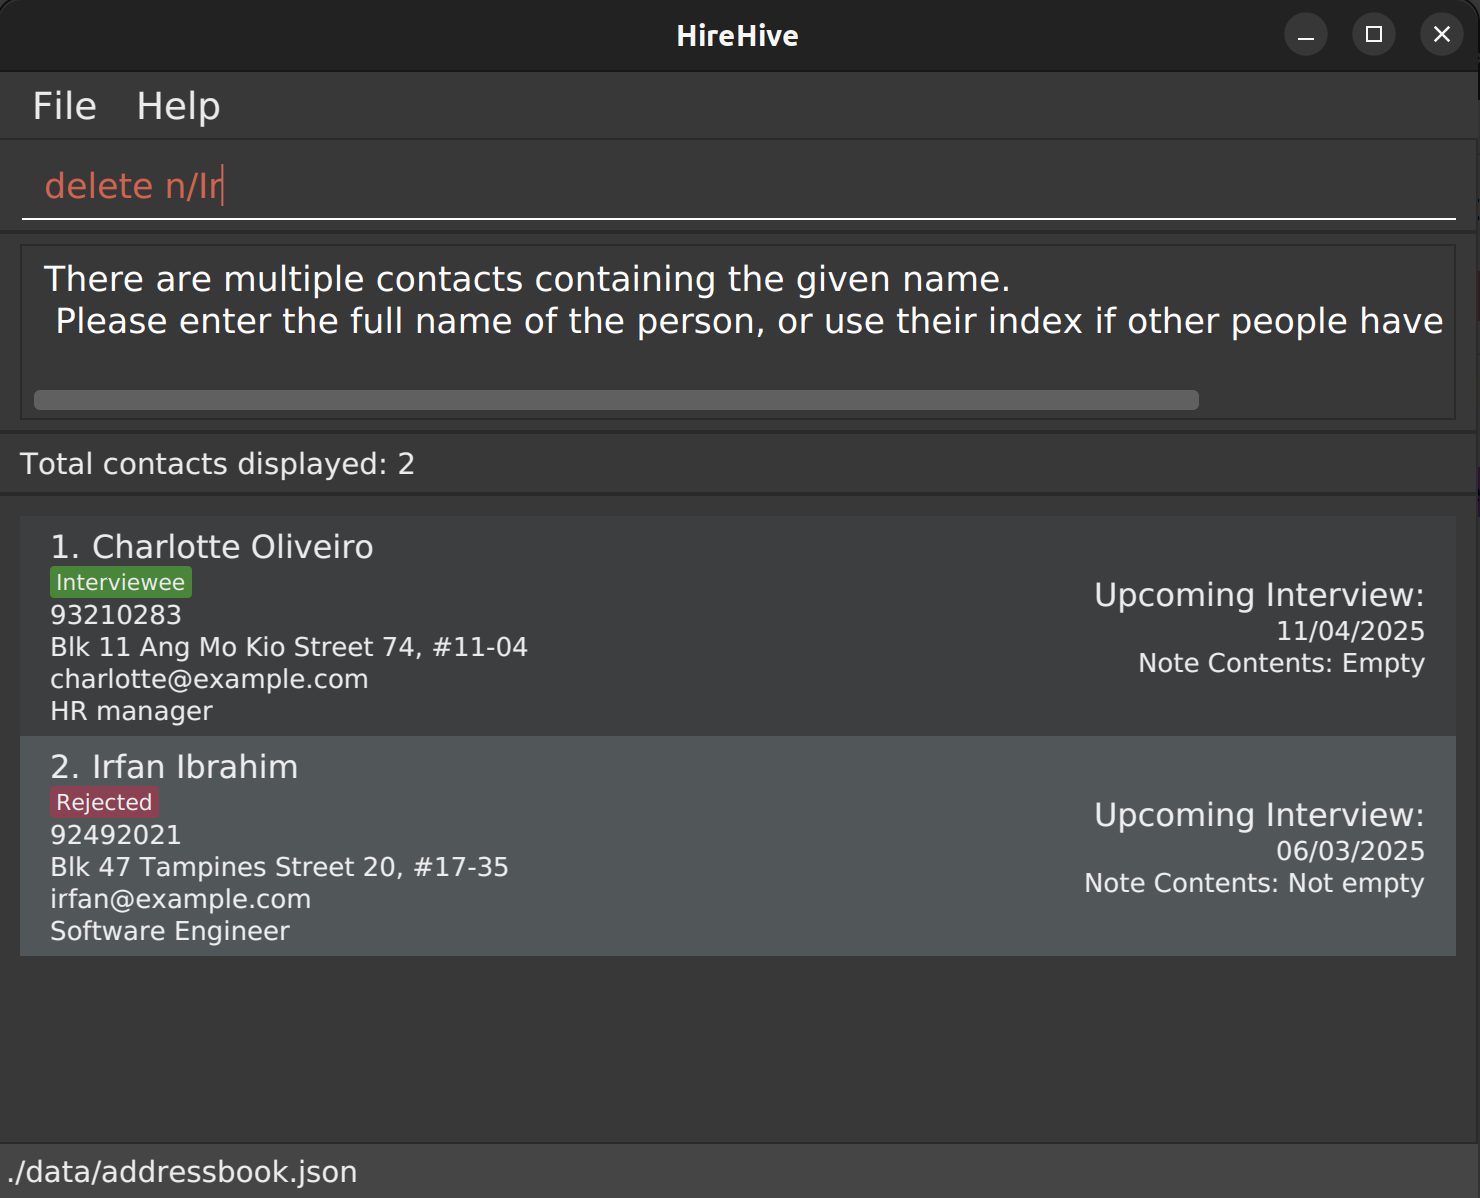 HireHive
File Help
delete n/Ir
There are multiple contacts containing the given name.
Please enter the full name of the person, or use their index if other people have
Total contacts displayed: 2
1. Charlotte Oliveiro
Interviewee
93210283
Blk 11 Ang Mo Kio Street 74, #11-04
charlotte@example.com
HR manager
Upcoming Interview:
11/04/2025
Note Contents: Empty
2. Irfan Ibrahim
Rejected
92492021
Blk 47 Tampines Street 20, #17-35
irfan@example.com
Software Engineer
Upcoming Interview:
06/03/2025
Note Contents: Not empty
./data/addressbook.json